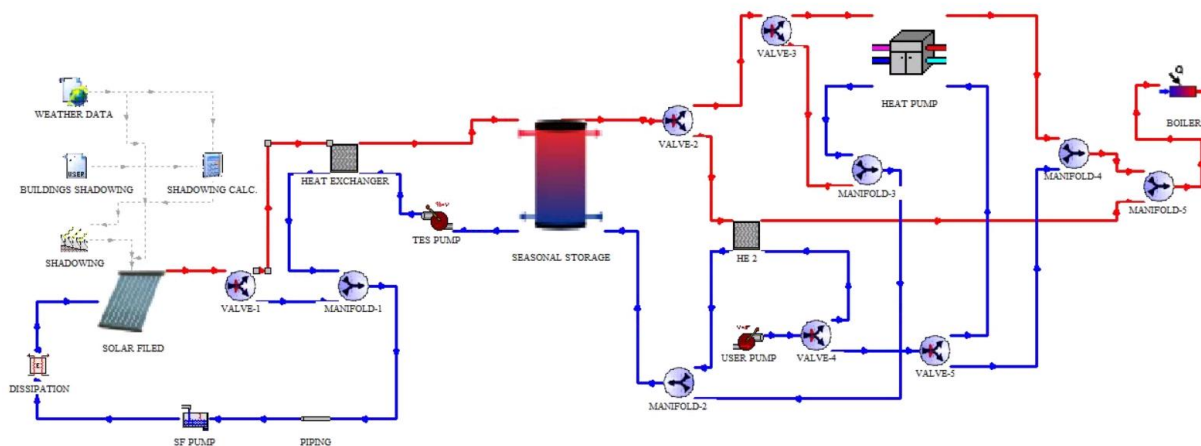 VALVE-3
HEAT PUMP
BOILER
Q
WEATHER DATA
VALVE-2
USER
BUILDINGS SHADOWING
SHADOWING CALC.
HEAT EXCHANGER
MANIFOLD-3
MANIFOLD-4
MANIFOLD-5
TES PUMP
SEASONAL STORAGE
HE 2
SHADOWING
VALVE-1
MANIFOLD-1
SOLAR FILED
USER PUMP
VALVE-4
VALVE-5
DISSIPATION
MANIFOLD-2
SF PUMP
PIPING